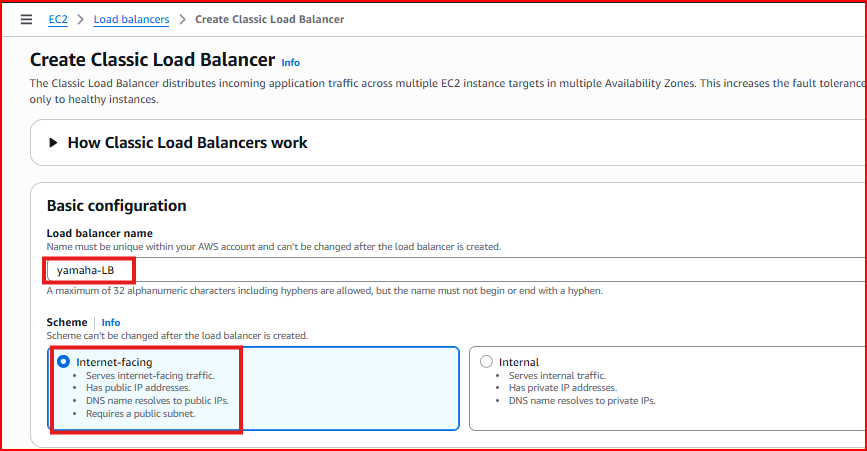 EC2 > Load balancers > Create Classic Load Balancer
Create Classic Load Balancer Info
The Classic Load Balancer distributes incoming application traffic across multiple EC2 instance targets in multiple Availability Zones. This increases the fault tolerance
only to healthy instances.
How Classic Load Balancers work
Basic configuration
Load balancer name
Name must be unique within your AWS account and can't be changed after the load balancer is created.
yamaha-LB
A maximum of 32 alphanumeric characters including hyphens are allowed, but the name must not begin or end with a hyphen.
Scheme | Info
Scheme can't be changed after the load balancer is created.
Internet-facing
• Serves internet-facing traffic.
• Has public IP addresses.
• DNS name resolves to public IPs.
• Requires a public subnet.
Internal
• Serves internal traffic.
• Has private IP addresses.
• DNS name resolves to private IPs.